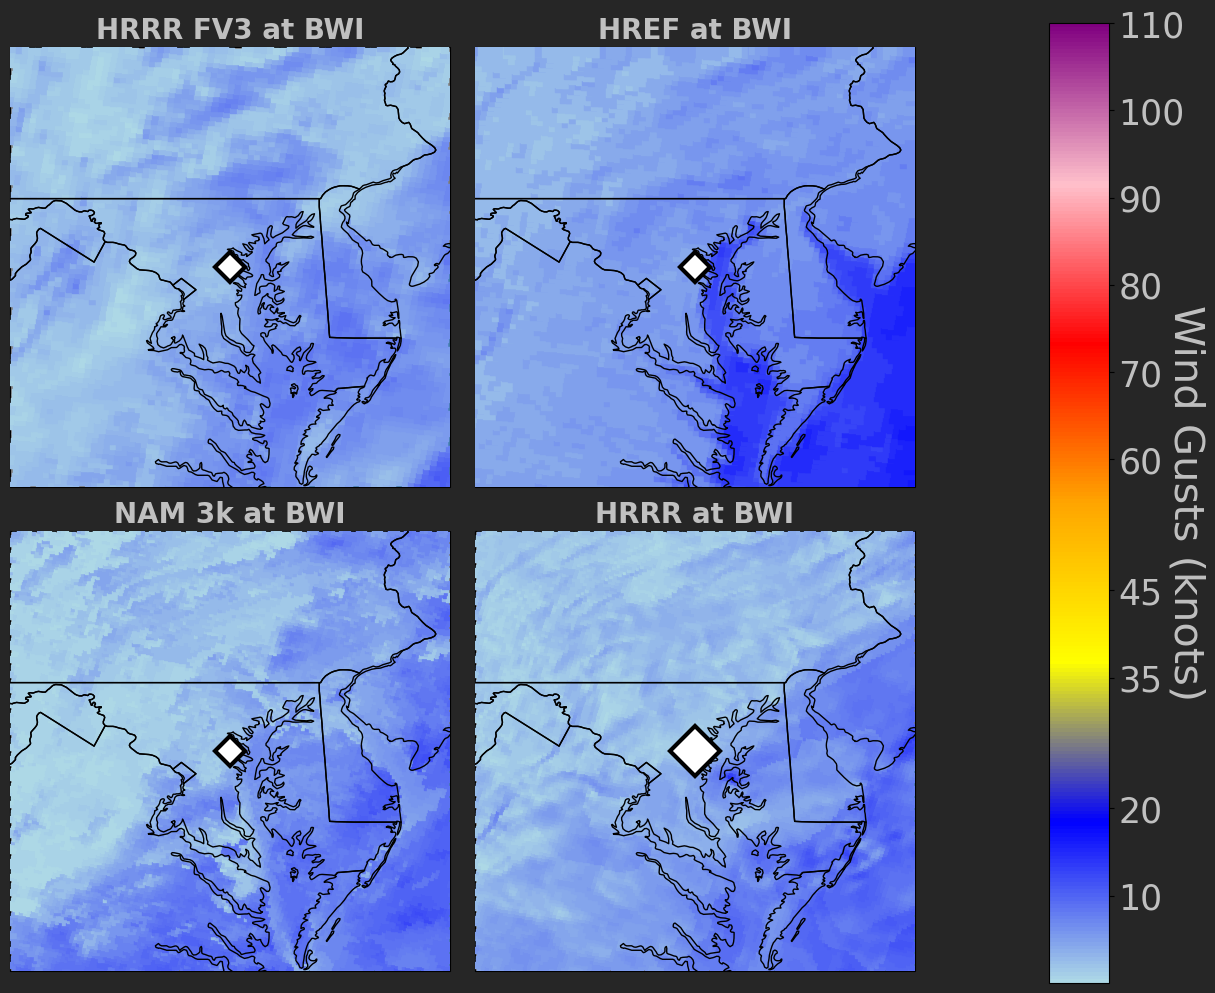 HRRR FV3 at BWI
HREF at BWI
NAM 3k at BWI
HRRR at BWI
110
100
90
80
70
60
45
35
20
10
Wind Gusts (knots)